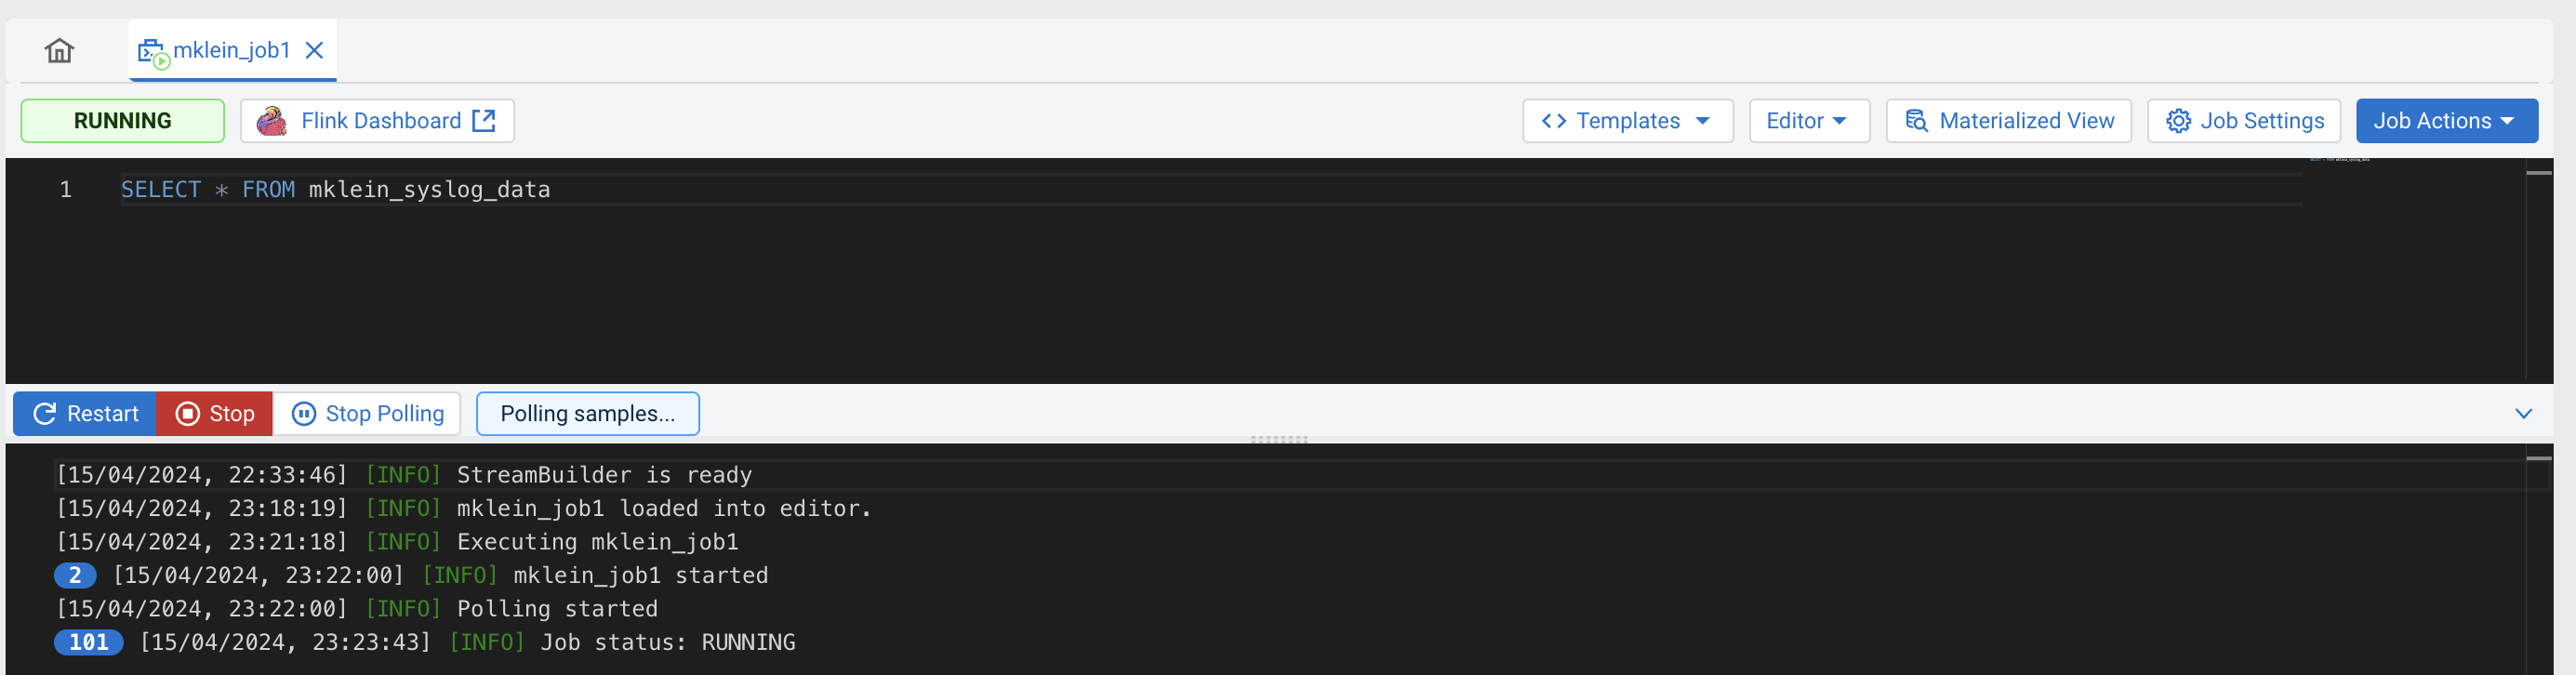 mklein_job1
RUNNING Flink Dashboard Templates Editor Materialized View Job Settings Job Actions
1 SELECT * FROM mklein_syslog_data
Restart Stop Stop Polling Polling samples...
[15/04/2024, 22:33:46] [INFO] StreamBuilder is ready
[15/04/2024, 23:18:19] [INFO] mklein_job1 loaded into editor.
[15/04/2024, 23:21:18] [INFO] Executing mklein_job1
2 [15/04/2024, 23:22:00] [INFO] mklein_job1 started
[15/04/2024, 23:22:00] [INFO] Polling started
101 [15/04/2024, 23:23:43] [INFO] Job status: RUNNING